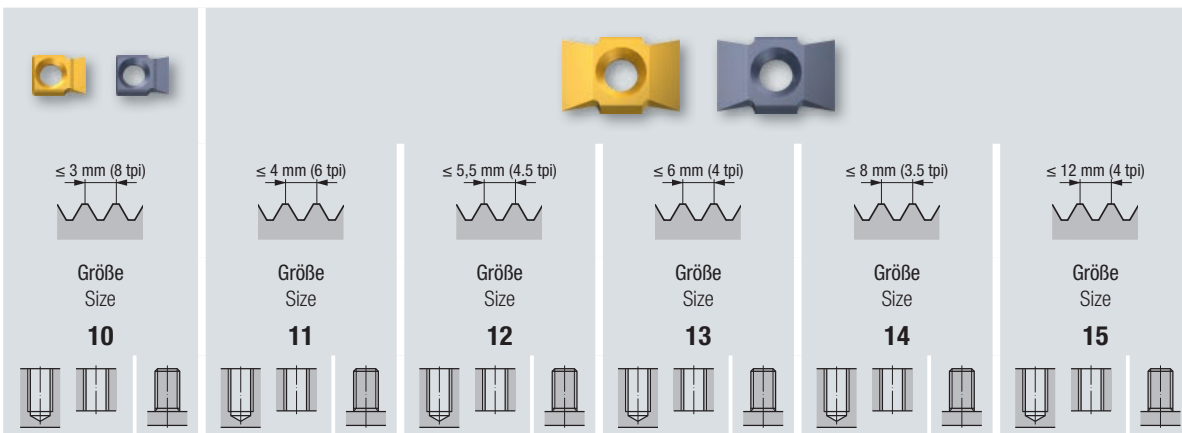 ≤ 3 mm (8 tpi)
Größe
Size
10
≤ 4 mm (6 tpi)
Größe
Size
11
≤ 5,5 mm (4.5 tpi)
Größe
Size
12
≤ 6 mm (4 tpi)
Größe
Size
13
≤ 8 mm (3.5 tpi)
Größe
Size
14
≤ 12 mm (4 tpi)
Größe
Size
15